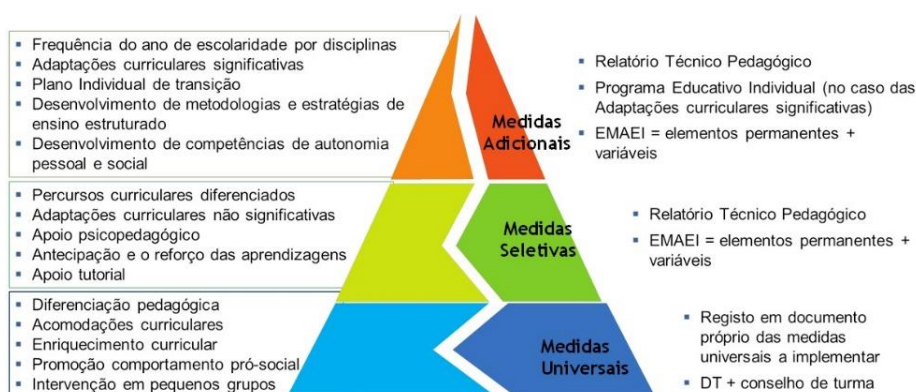 ▪ Frequência do ano de escolaridade por disciplinas
▪ Adaptações curriculares significativas
▪ Plano Individual de transição
▪ Desenvolvimento de metodologias e estratégias de
ensino estruturado
▪ Desenvolvimento de competências de autonomia
pessoal e social
Medidas
Adicionais
▪ Relatório Técnico Pedagógico
▪ Programa Educativo Individual (no caso das
Adaptações curriculares significativas)
▪ EMAEI = elementos permanentes +
variáveis
▪ Percursos curriculares diferenciados
▪ Adaptações curriculares não significativas
▪ Apoio psicopedagógico
▪ Antecipação e o reforço das aprendizagens
▪ Apoio tutorial
Medidas
Seletivas
▪ Relatório Técnico Pedagógico
▪ EMAEI = elementos permanentes +
variáveis
▪ Diferenciação pedagógica
▪ Acomodações curriculares
▪ Enriquecimento curricular
▪ Promoção comportamento pró-social
▪ Intervenção em pequenos grupos
Medidas
Universais
▪ Registo em documento
próprio das medidas
universais a implementar
▪ DT + conselho de turma